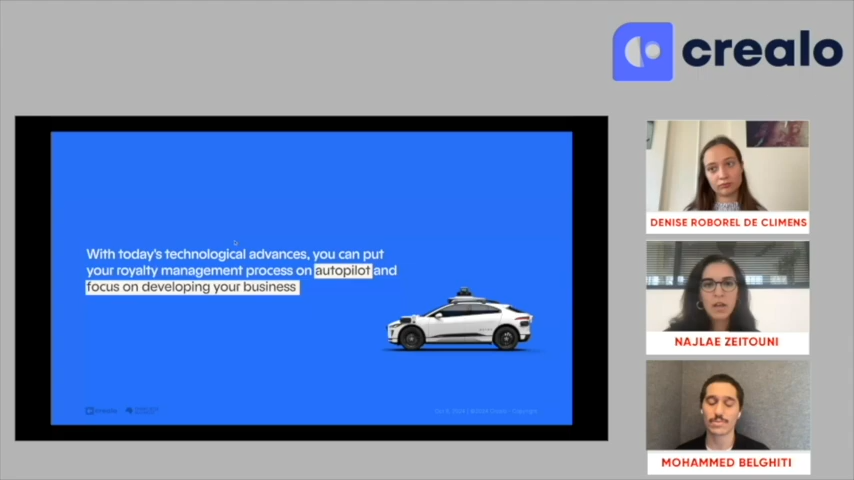 crealo
With today's technological advances, you can put
your royalty management process on autopilot and
focus on developing your business
crealo
DENISE ROBOREL DE CLIMENS
NAJLAE ZEITOUNI
MOHAMMED BELGHITI